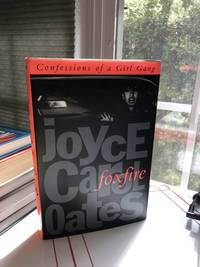 Confessions of a Girl Gang
joycE
CaroL
foxfire
OateS